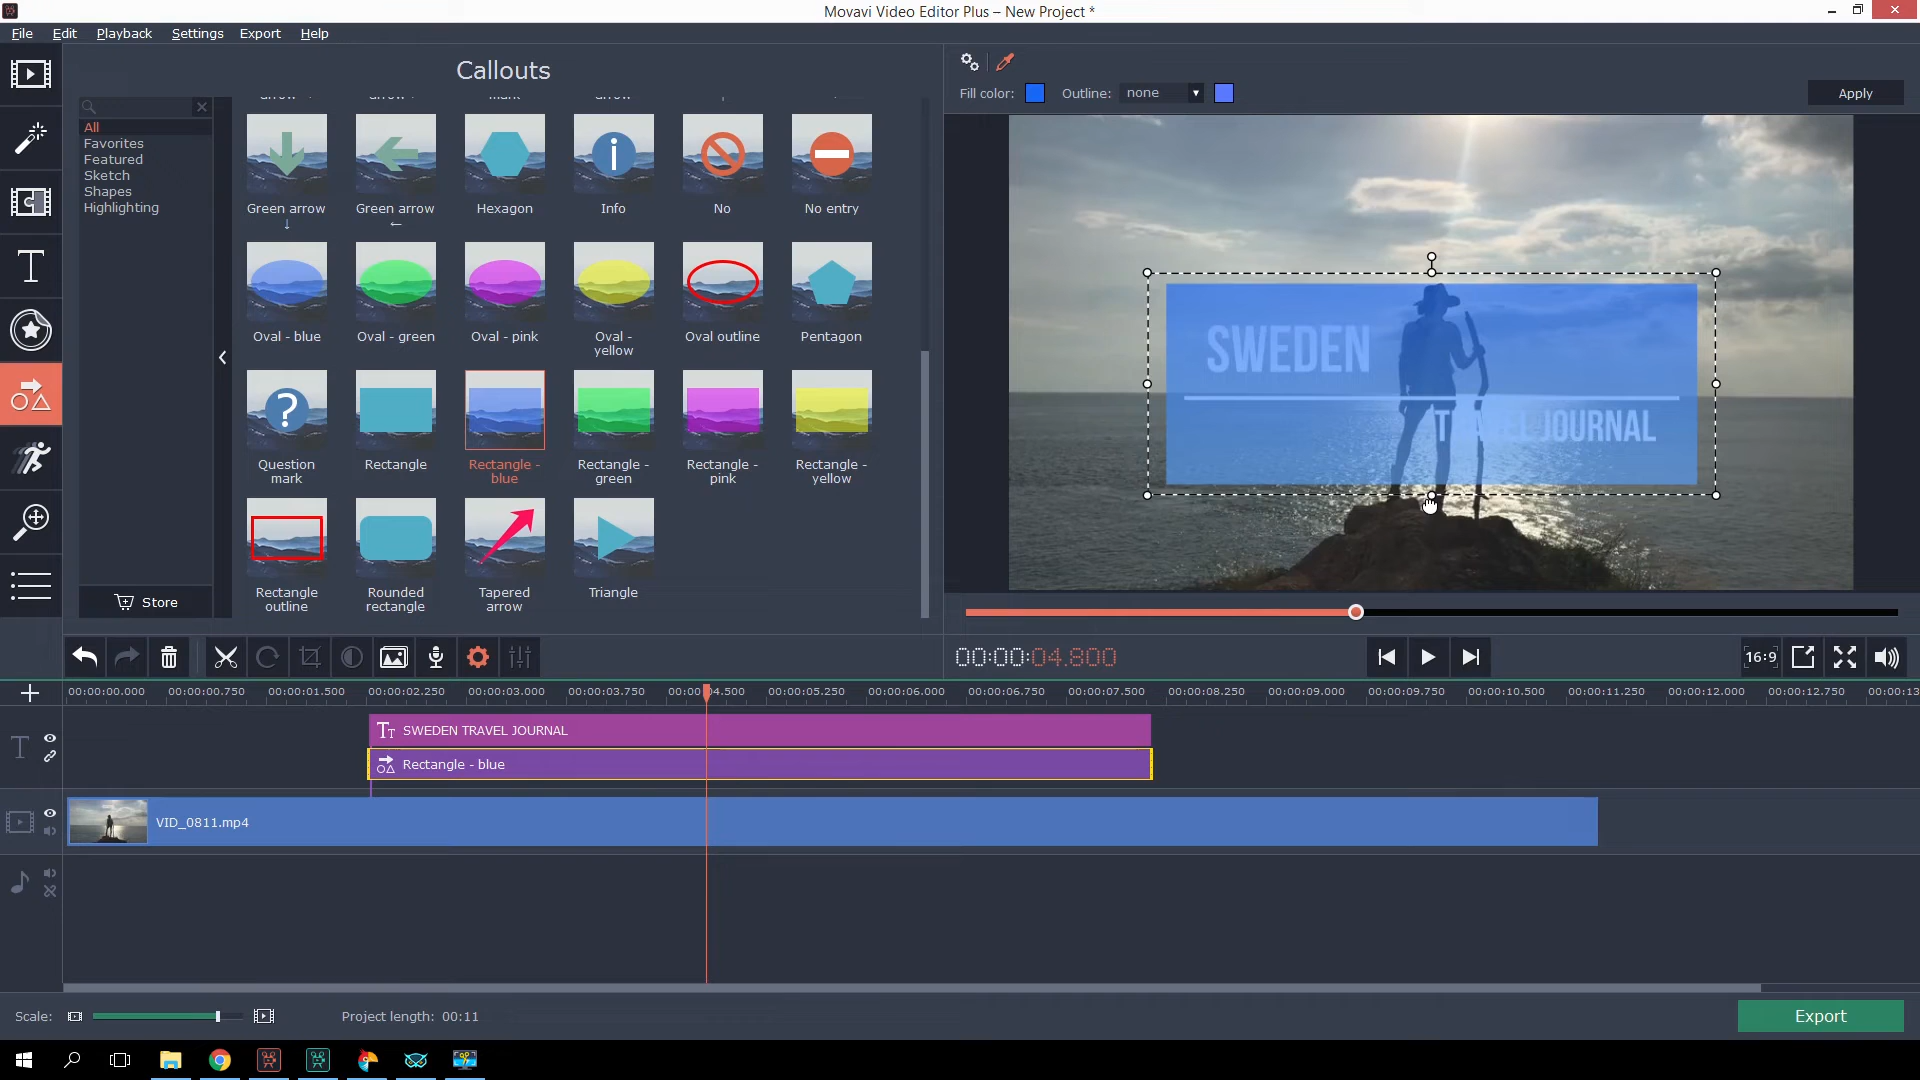 Movavi Video Editor Plus – New Project *
File Edit Playback Settings Export Help
Callouts
All
Favorites
Featured
Sketch
Shapes
Highlighting
Store
Green arrow ↓
Green arrow ←
Hexagon
Info
No
No entry
Oval - blue
Oval - green
Oval - pink
Oval - yellow
Oval outline
Pentagon
Question mark
Rectangle
Rectangle - blue
Rectangle - green
Rectangle - pink
Rectangle - yellow
Rectangle outline
Rounded rectangle
Tapered arrow
Triangle
Fill color: Outline: none Apply
SWEDEN
TRAVEL JOURNAL
00:00:04.800
16:9
00:00:00.000 00:00:00.750 00:00:01.500 00:00:02.250 00:00:03.000 00:00:03.750 00:00:04.500 00:00:05.250 00:00:06.000 00:00:06.750 00:00:07.500 00:00:08.250 00:00:09.000 00:00:09.750 00:00:10.500 00:00:11.250 00:00:12.000 00:00:12.750 00:00:13
SWEDEN TRAVEL JOURNAL
Rectangle - blue
VID_0811.mp4
Scale: Project length: 00:11
Export